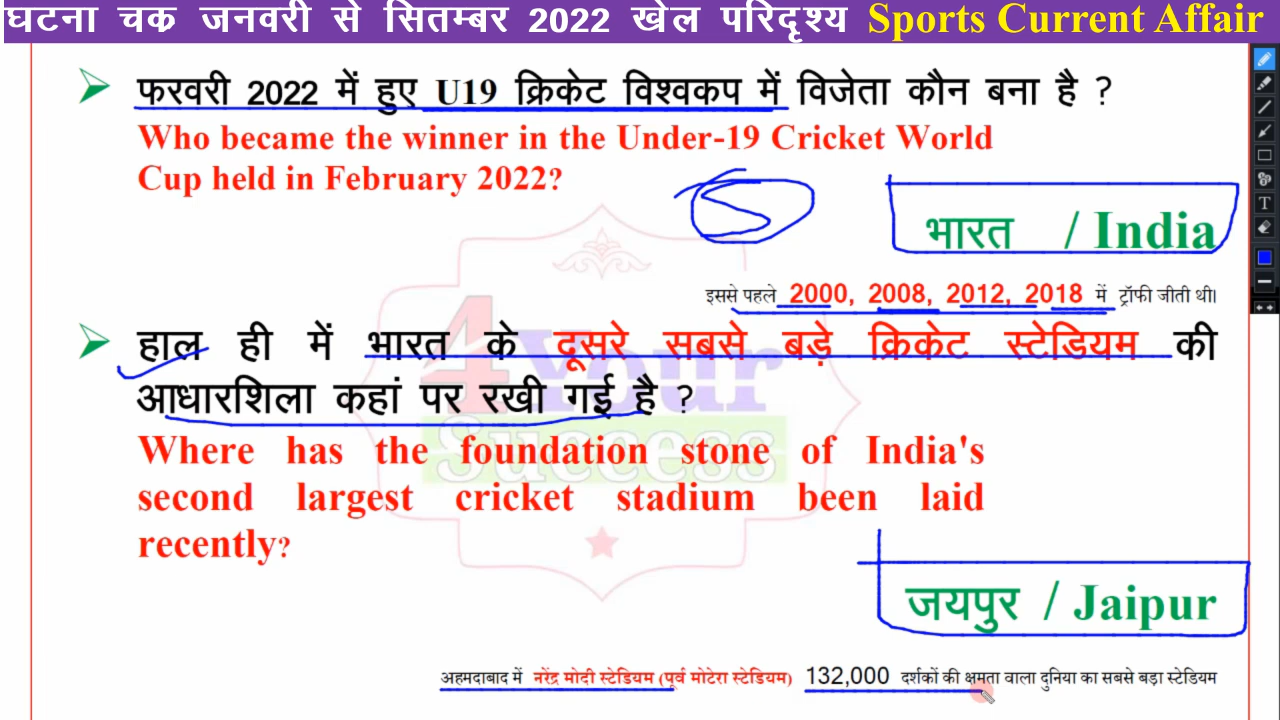 घटना चक्र जनवरी से सितम्बर 2022 खेल परिदृश्य Sports Current Affair
फरवरी 2022 में हुए U19 क्रिकेट विश्वकप में विजेता कौन बना है ?
Who became the winner in the Under-19 Cricket World
Cup held in February 2022?
5
भारत / India
इससे पहले 2000, 2008, 2012, 2018 में ट्रॉफी जीती थी।
हाल ही में भारत के दूसरे सबसे बड़े क्रिकेट स्टेडियम की
आधारशिला कहां पर रखी गई है ?
4Your
Success
Where has the foundation stone of India's
second largest cricket stadium been laid
recently?
जयपुर / Jaipur
अहमदाबाद में नरेंद्र मोदी स्टेडियम (पूर्व मोटेरा स्टेडियम) 132,000 दर्शकों की क्षमता वाला दुनिया का सबसे बड़ा स्टेडियम